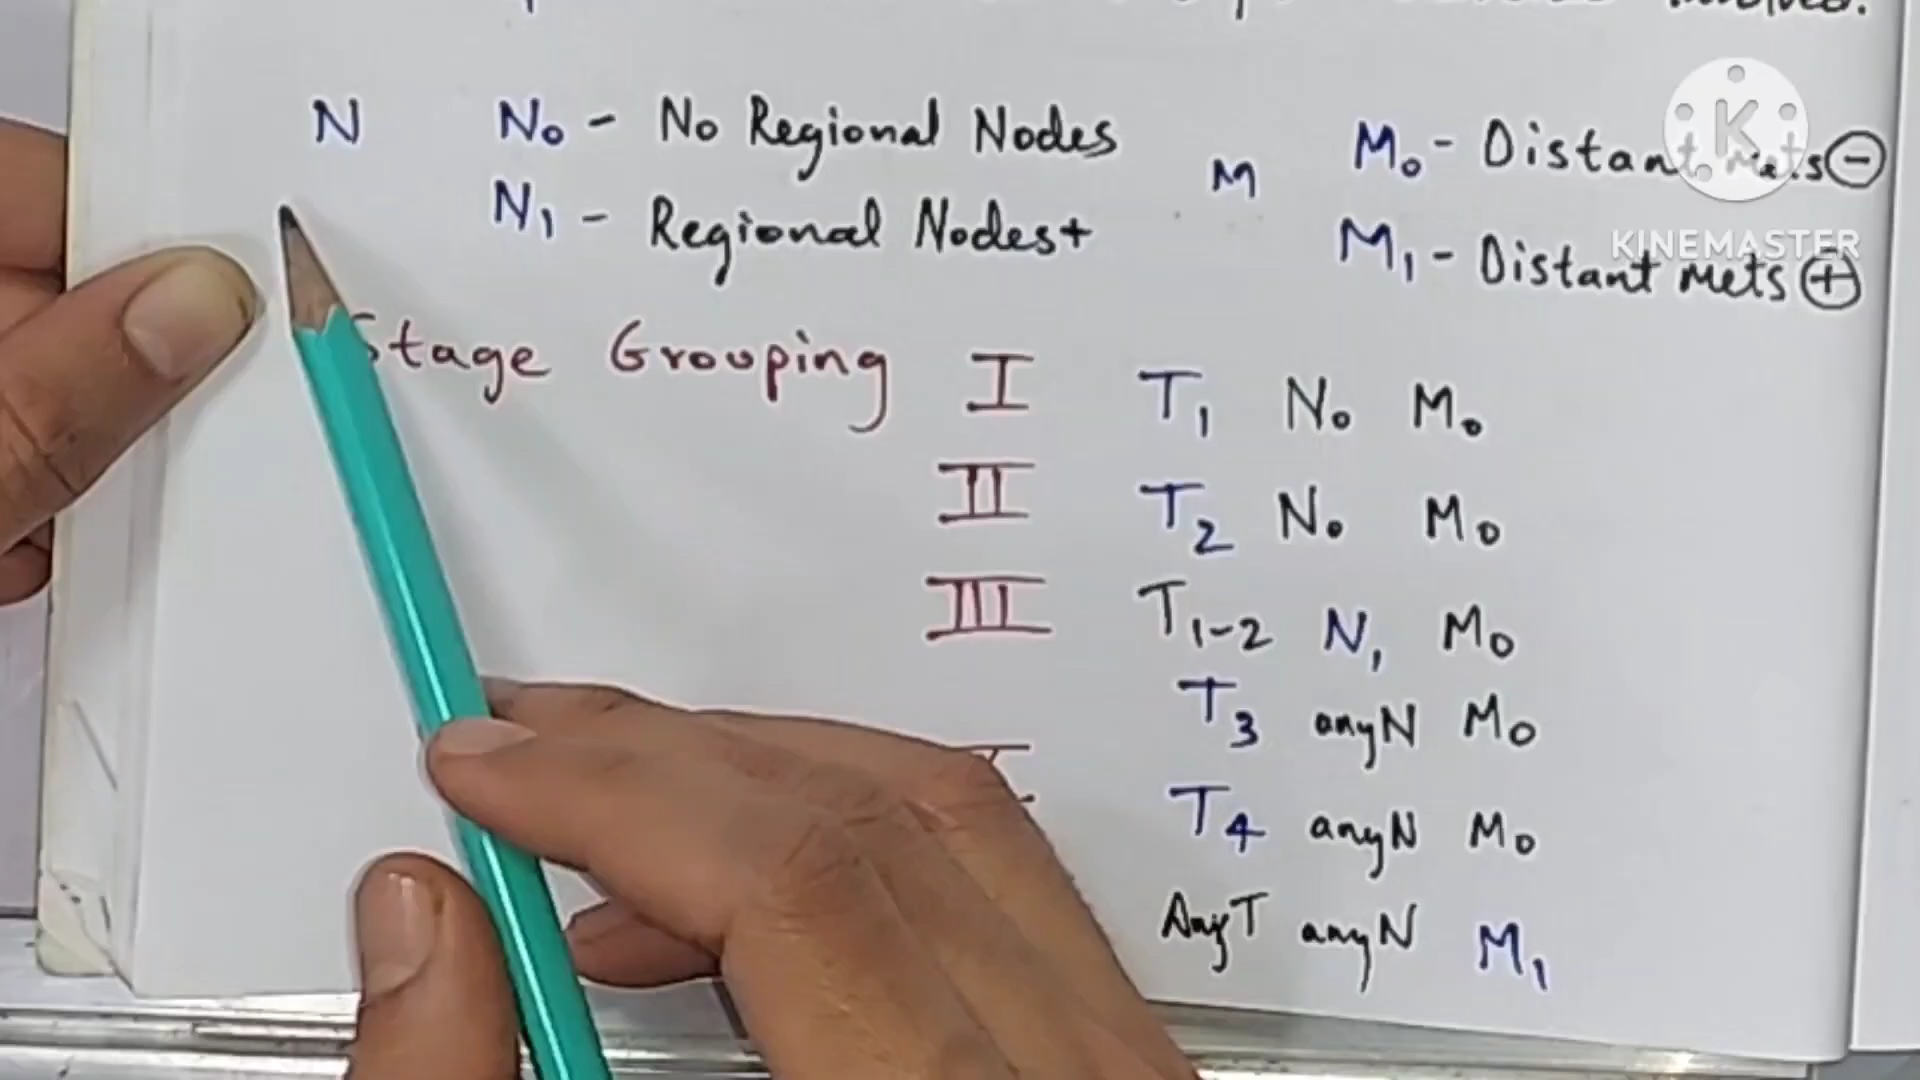 involved.
N N0 - No Regional Nodes
N1 - Regional Nodes+
M M0 - Distant Mets ⊖
M1 - Distant Mets ⊕
KINEMASTER
Stage Grouping I T1 N0 M0
II T2 N0 M0
III T1-2 N1 M0
T3 anyN M0
T4 anyN M0
AnyT anyN M1